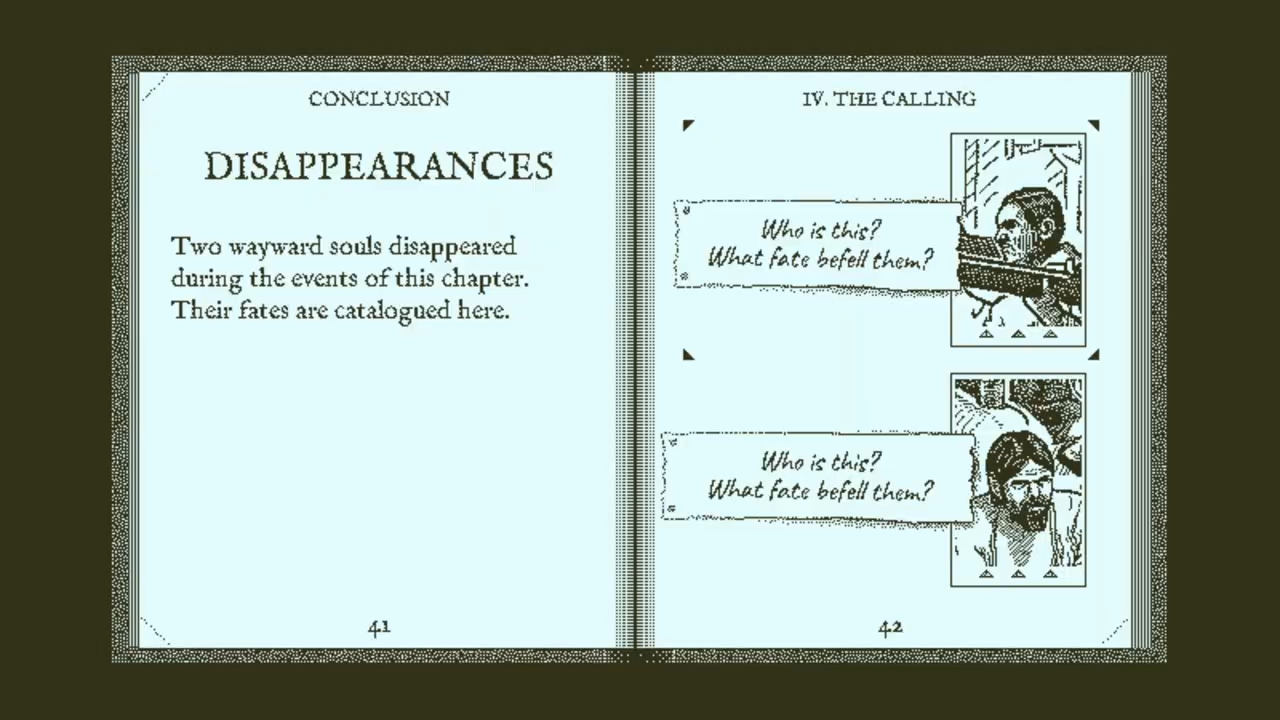 CONCLUSION
DISAPPEARANCES
Two wayward souls disappeared
during the events of this chapter.
Their fates are catalogued here.
41
IV. THE CALLING
Who is this?
What fate befell them?
Who is this?
What fate befell them?
42